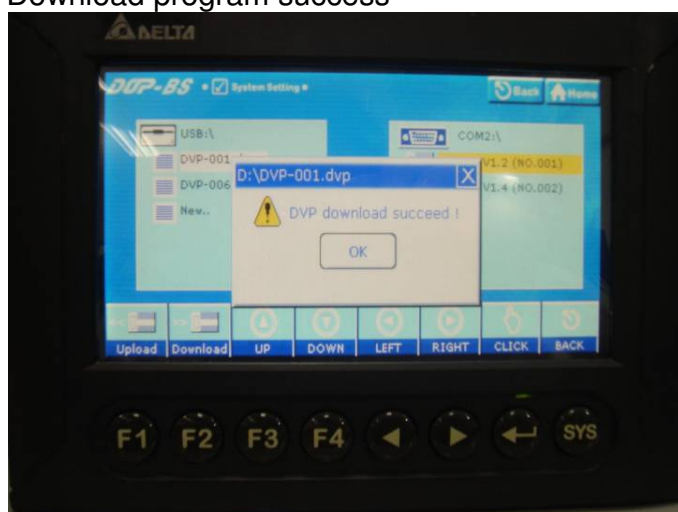 Download program success
DELTA
DOP-BS • System Setting •
Back
Home
USB:\
COM2:\
DVP-001
V1.2 (NO.001)
DVP-006
V1.4 (NO.002)
New..
D:\DVP-001.dvp
X
DVP download succeed !
OK
Upload Download UP DOWN LEFT RIGHT CLICK BACK
F1 F2 F3 F4 SYS